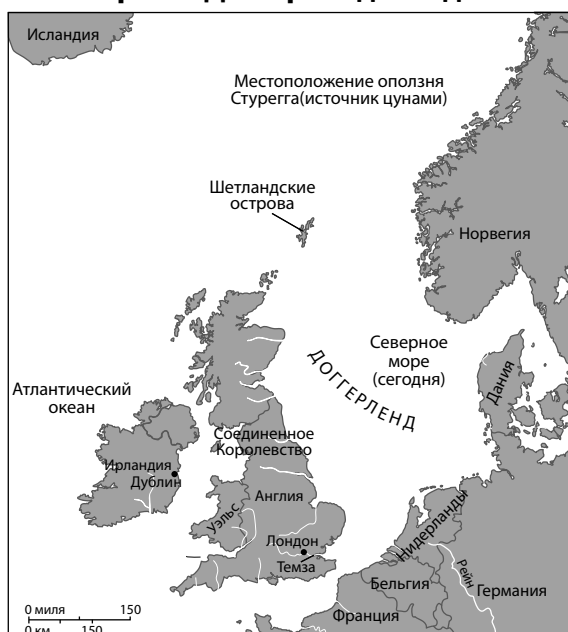 Исландия
Местоположение оползня
Стурегга(источник цунами)
Шетландские
острова
Норвегия
Северное
море
(сегодня)
ДОГГЕРЛЕНД
Дания
Атлантический
океан
Соединенное
Королевство
Ирландия
Дублин
Англия
Уэльс
Нидерланды
Лондон
Темза
Рейн
Бельгия
Германия
Франция
0 миля 150
0 км 150